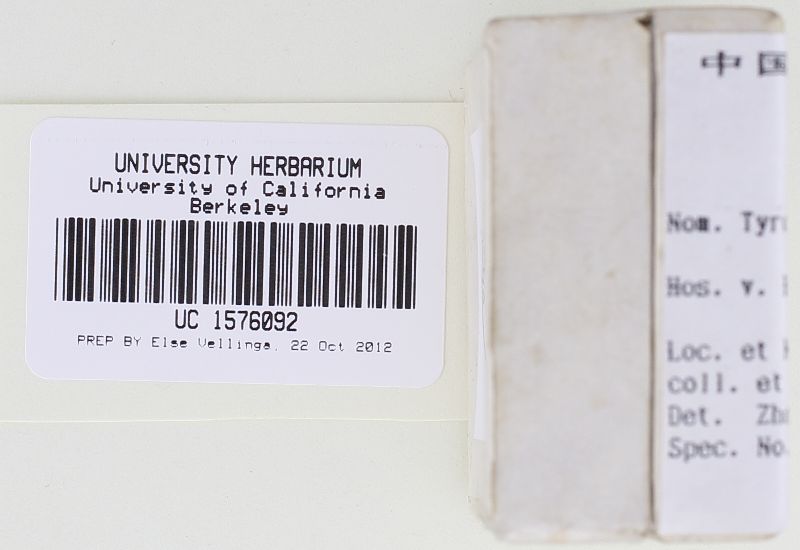 UNIVERSITY HERBARIUM
University of California
Berkeley
UC 1576092
PREP BY Else Vellinga, 22 Oct 2012
中国
Nom. Tyr
Hos. v.
Loc. et
coll. et
Det. Zh
Spec. No.